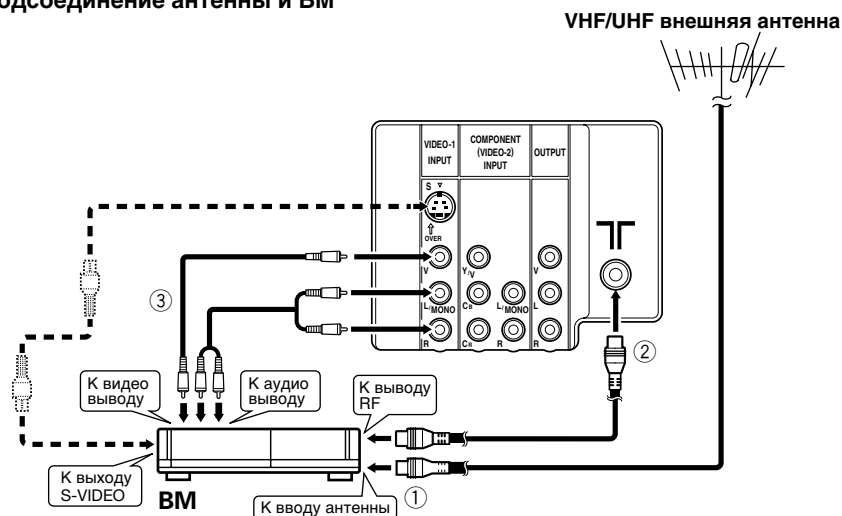 одсоединение антенны и ВМ
VHF/UHF внешняя антенна
VIDEO-1
INPUT
COMPONENT
(VIDEO-2)
INPUT
OUTPUT
S
OVER
V
Y/V
V
L/MONO
CB
L/MONO
L
R
CR
R
R
③
②
К видео
выводу
К аудио
выводу
К выводу
RF
К выходу
S-VIDEO
ВМ
К вводу антенны
①